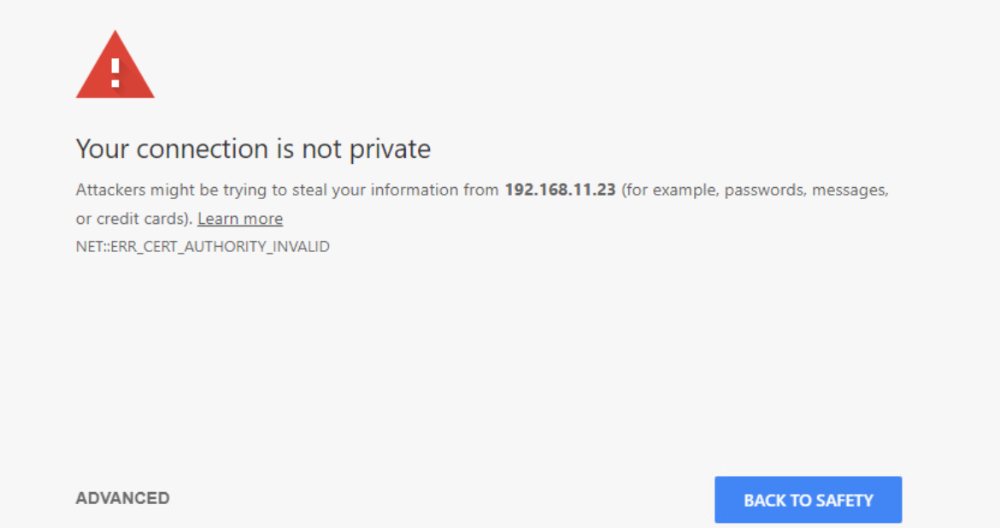 !
Your connection is not private
Attackers might be trying to steal your information from 192.168.11.23 (for example, passwords, messages,
or credit cards). Learn more
NET::ERR_CERT_AUTHORITY_INVALID
ADVANCED
BACK TO SAFETY